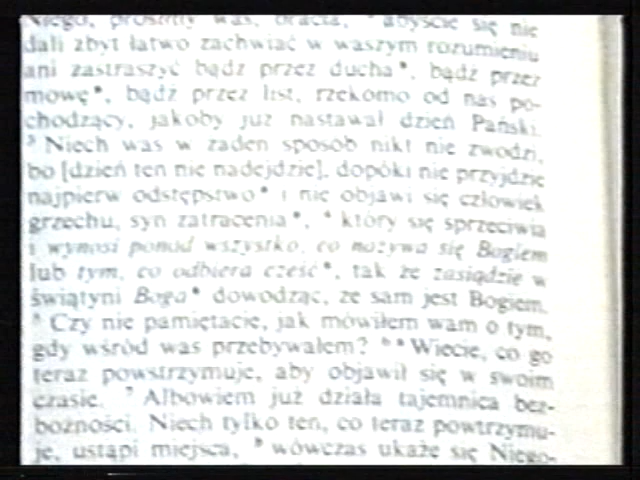 Niego, prosimy was, bracia, ² abyście się nie
dali zbyt łatwo zachwiać w waszym rozumieniu
ani zastraszyć bądź przez ducha*, bądź przez
mowę*, bądź przez list, rzekomo od nas po-
chodzący, jakoby już nastawał dzień Pański.
³ Niech was w żaden sposób nikt nie zwodzi,
bo [dzień ten nie nadejdzie], dopóki nie przyjdzie
najpierw odstępstwo* i nie objawi się człowiek
grzechu, syn zatracenia*, ⁴ który się sprzeciwia
i wynosi ponad wszystko, co nazywa się Bogiem
lub tym, co odbiera cześć*, tak że zasiądzie w
świątyni Boga* dowodząc, że sam jest Bogiem.
⁵ Czy nie pamiętacie, jak mówiłem wam o tym,
gdy wśród was przebywałem? ⁶* Wiecie, co go
teraz powstrzymuje, aby objawił się w swoim
czasie. ⁷ Albowiem już działa tajemnica bez-
bożności. Niech tylko ten, co teraz powtrzymu-
je, ustąpi miejsca, ⁸ wówczas ukaże się Niego-